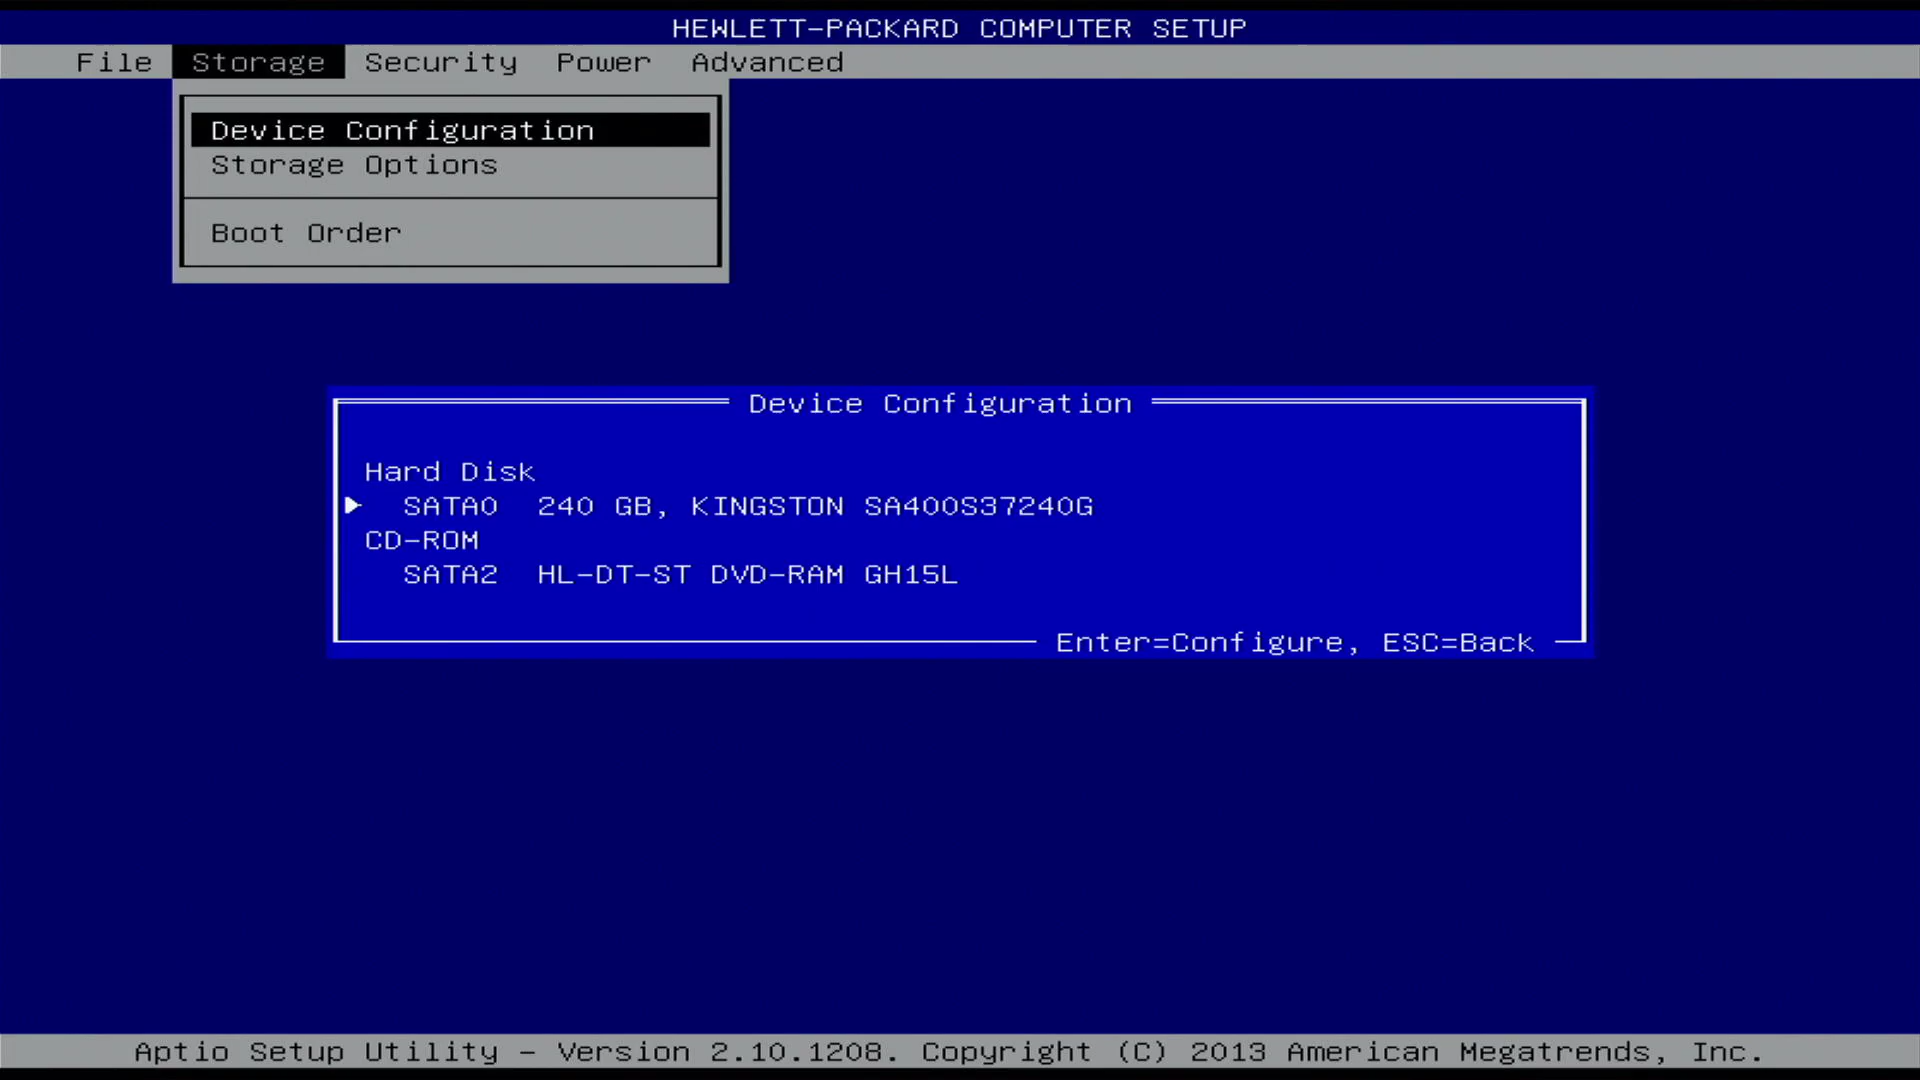 HEWLETT-PACKARD COMPUTER SETUP
File Storage Security Power Advanced
Device Configuration
Storage Options
Boot Order
Device Configuration
Hard Disk
SATA0 240 GB, KINGSTON SA400S37240G
CD-ROM
SATA2 HL-DT-ST DVD-RAM GH15L
Enter=Configure, ESC=Back
Aptio Setup Utility - Version 2.10.1208. Copyright (C) 2013 American Megatrends, Inc.